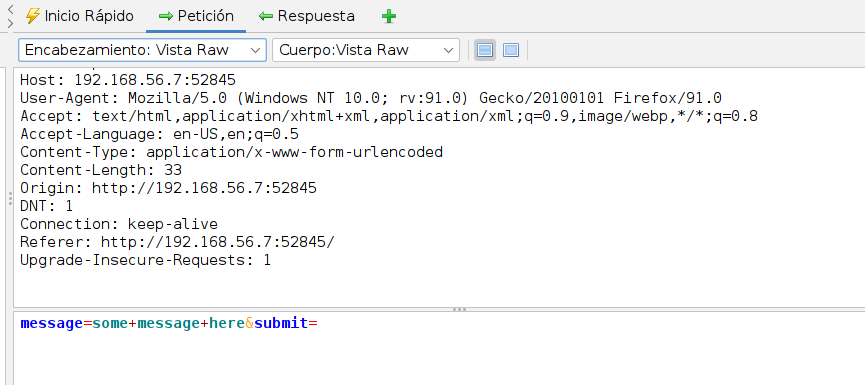 Inicio Rápido Petición Respuesta
Encabezamiento: Vista Raw Cuerpo:Vista Raw
Host: 192.168.56.7:52845
User-Agent: Mozilla/5.0 (Windows NT 10.0; rv:91.0) Gecko/20100101 Firefox/91.0
Accept: text/html,application/xhtml+xml,application/xml;q=0.9,image/webp,*/*;q=0.8
Accept-Language: en-US,en;q=0.5
Content-Type: application/x-www-form-urlencoded
Content-Length: 33
Origin: http://192.168.56.7:52845
DNT: 1
Connection: keep-alive
Referer: http://192.168.56.7:52845/
Upgrade-Insecure-Requests: 1
message=some+message+here&submit=